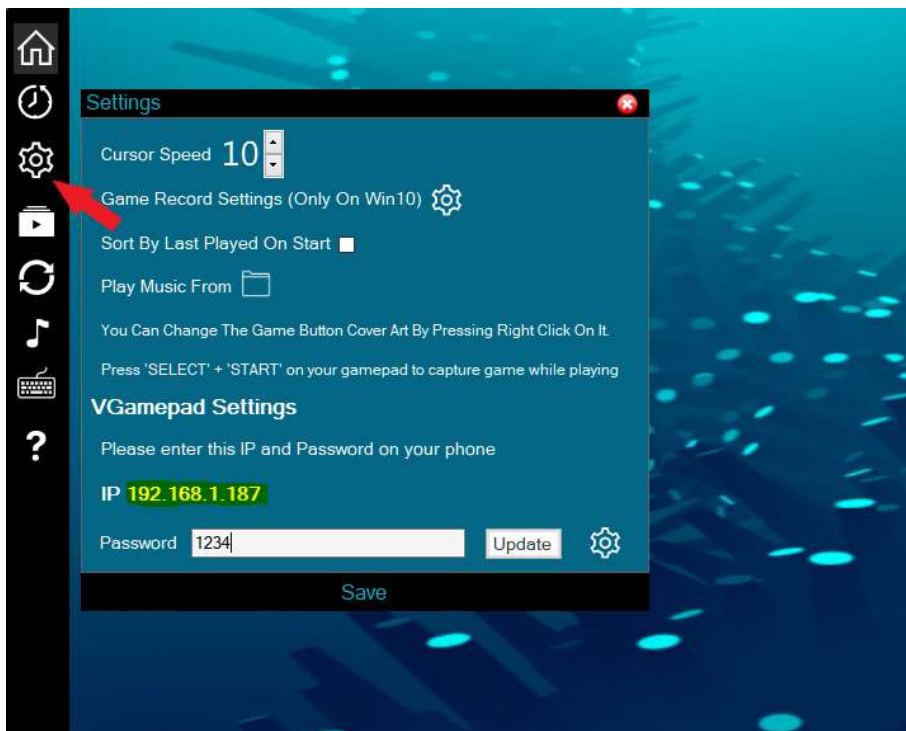 Settings
Cursor Speed 10
Game Record Settings (Only On Win10)
Sort By Last Played On Start
Play Music From
You Can Change The Game Button Cover Art By Pressing Right Click On It.
Press 'SELECT' + 'START' on your gamepad to capture game while playing
VGamepad Settings
Please enter this IP and Password on your phone
IP 192.168.1.187
Password 1234 Update
Save
?